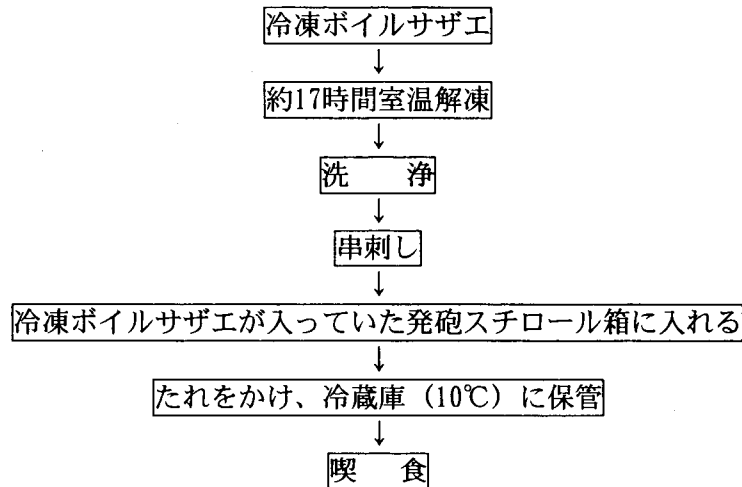 冷凍ボイルサザエ
↓
約17時間室温解凍
↓
洗　　浄
↓
串刺し
↓
冷凍ボイルサザエが入っていた発砲スチロール箱に入れる
↓
たれをかけ、冷蔵庫（10℃）に保管
↓
喫　　食